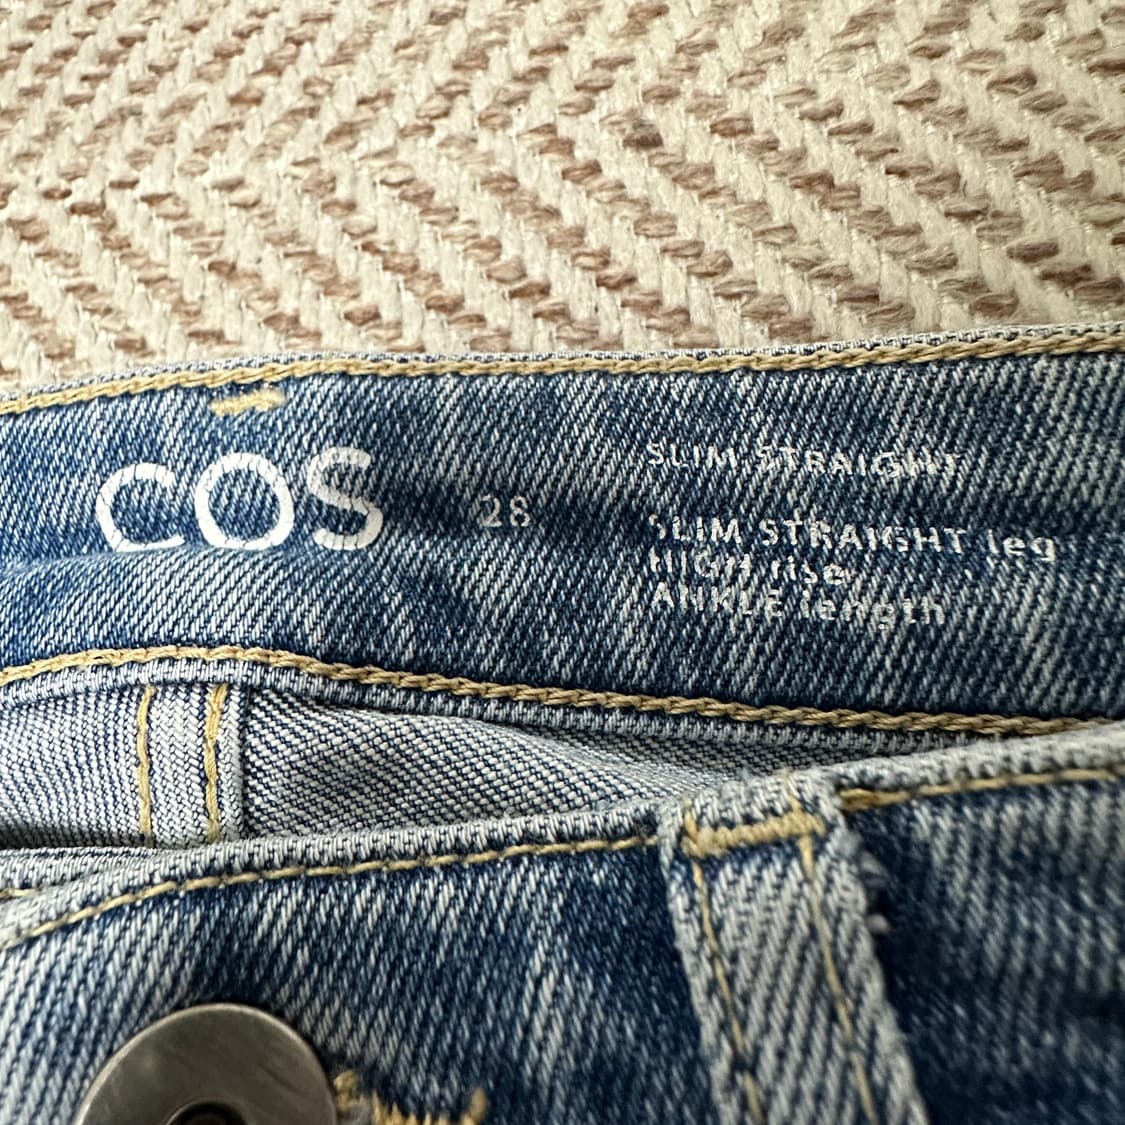 COS
28
SLIM STRAIGHT
SLIM STRAIGHT leg
HIGH rise
ANKLE length